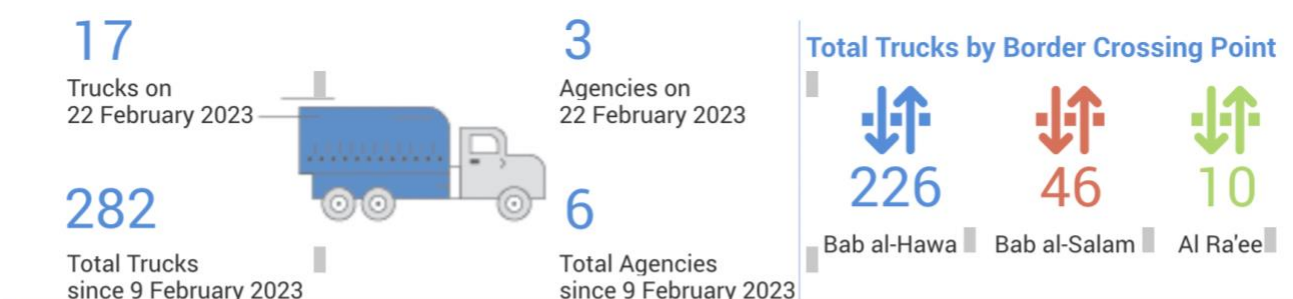 17
Trucks on
22 February 2023
282
Total Trucks
since 9 February 2023
3
Agencies on
22 February 2023
6
Total Agencies
since 9 February 2023
Total Trucks by Border Crossing Point
226
Bab al-Hawa
46
Bab al-Salam
10
Al Ra'ee